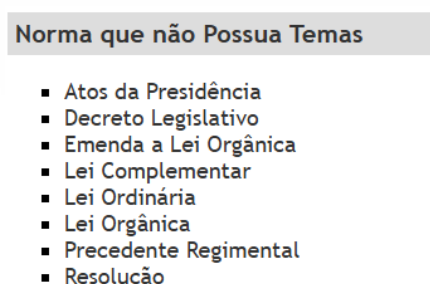 Norma que não Possua Temas
Atos da Presidência
Decreto Legislativo
Emenda a Lei Orgânica
Lei Complementar
Lei Ordinária
Lei Orgânica
Precedente Regimental
Resolução